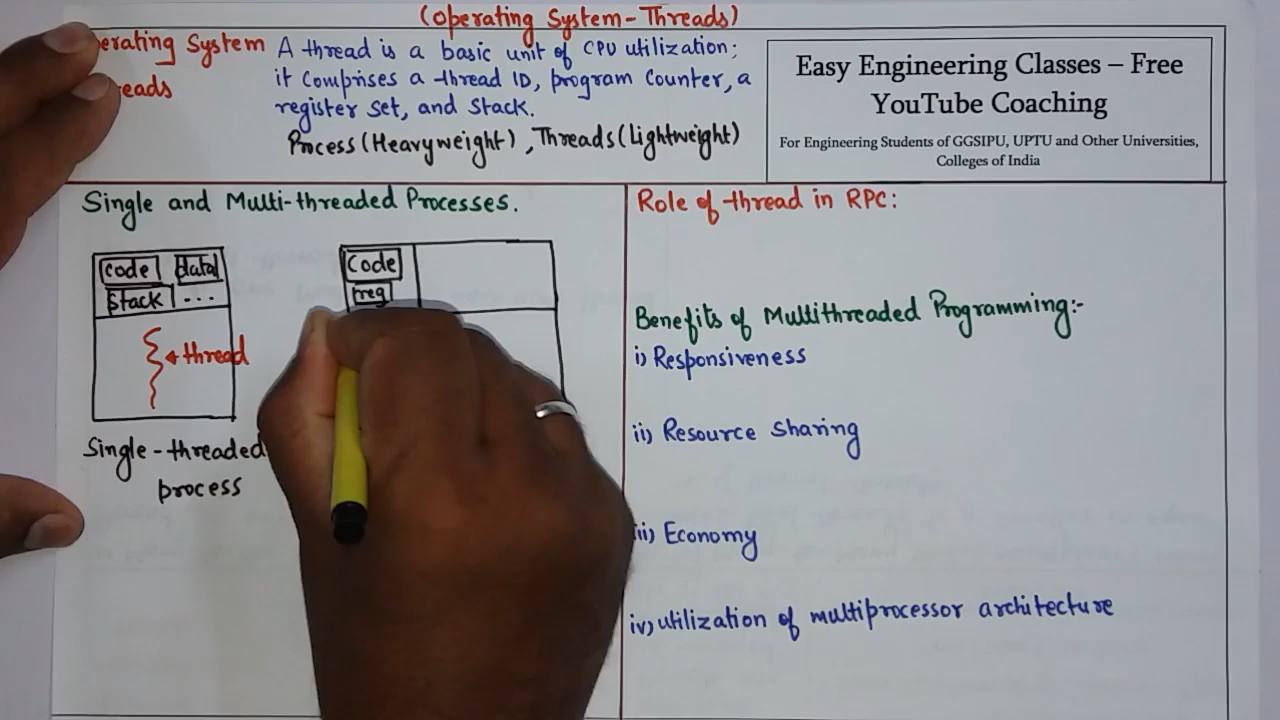 (Operating System-Threads)
erating System
reads
A thread is a basic unit of CPU utilization;
it comprises a thread ID, program counter, a
register set, and stack.
Process (Heavyweight), Threads (Lightweight)
Easy Engineering Classes – Free
YouTube Coaching
For Engineering Students of GGSIPU, UPTU and Other Universities,
Colleges of India
Single and Multi-threaded Processes.
code data
stack ...
thread
Single-threaded
process
Code
reg
Role of thread in RPC:
Benefits of Multithreaded Programming:-
i) Responsiveness
ii) Resource Sharing
ii) Economy
iv) utilization of multiprocessor architecture